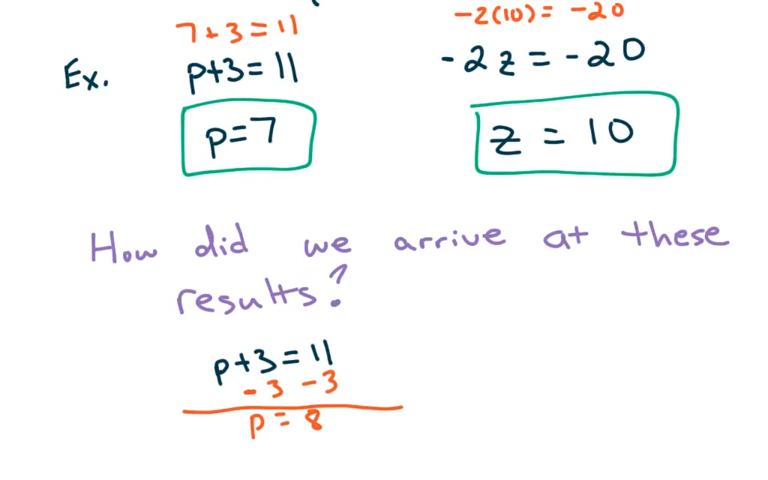 7+3=11
-2(10) = -20
Ex.
p+3=11
-2z = -20
p=7
z = 10
How did we arrive at these
results?
p+3=11
-3 -3
p = 8